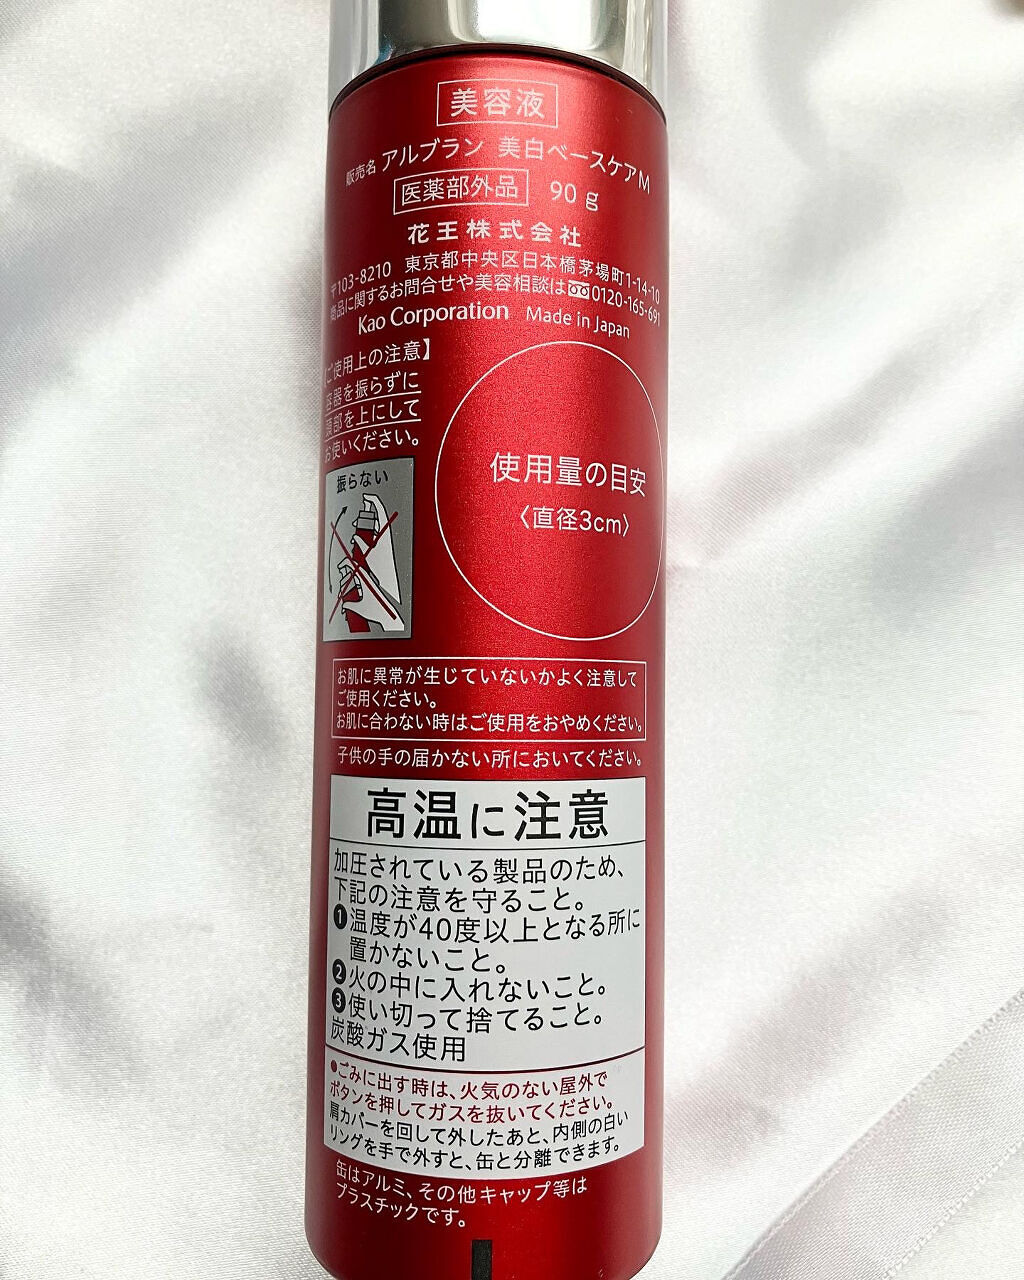 美容液
販売名 アルブラン 美白ベースケアM
医薬部外品 90 g
花王株式会社
〒103-8210 東京都中央区日本橋茅場町1-14-10
商品に関するお問合せや美容相談は 0120-165-691
Kao Corporation Made in Japan
【ご使用上の注意】
容器を振らずに
頭部を上にして
お使いください。
振らない
使用量の目安
〈直径3cm〉
お肌に異常が生じていないかよく注意して
ご使用ください。
お肌に合わない時はご使用をおやめください。
子供の手の届かない所においてください。
高温に注意
加圧されている製品のため、
下記の注意を守ること。
❶温度が40度以上となる所に
置かないこと。
❷火の中に入れないこと。
❸使い切って捨てること。
炭酸ガス使用
●ごみに出す時は、火気のない屋外で
ボタンを押してガスを抜いてください。
肩カバーを回して外したあと、内側の白い
リングを手で外すと、缶と分離できます。
缶はアルミ、その他キャップ等は
プラスチックです。